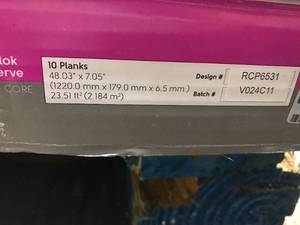 lok
erve
CORE
10 Planks
48.03" x 7.05"
(1220.0 mm x 179.0 mm x 6.5 mm)
23.51 ft² (2.184 m²)
Design # RCP6531
Batch # V024C11